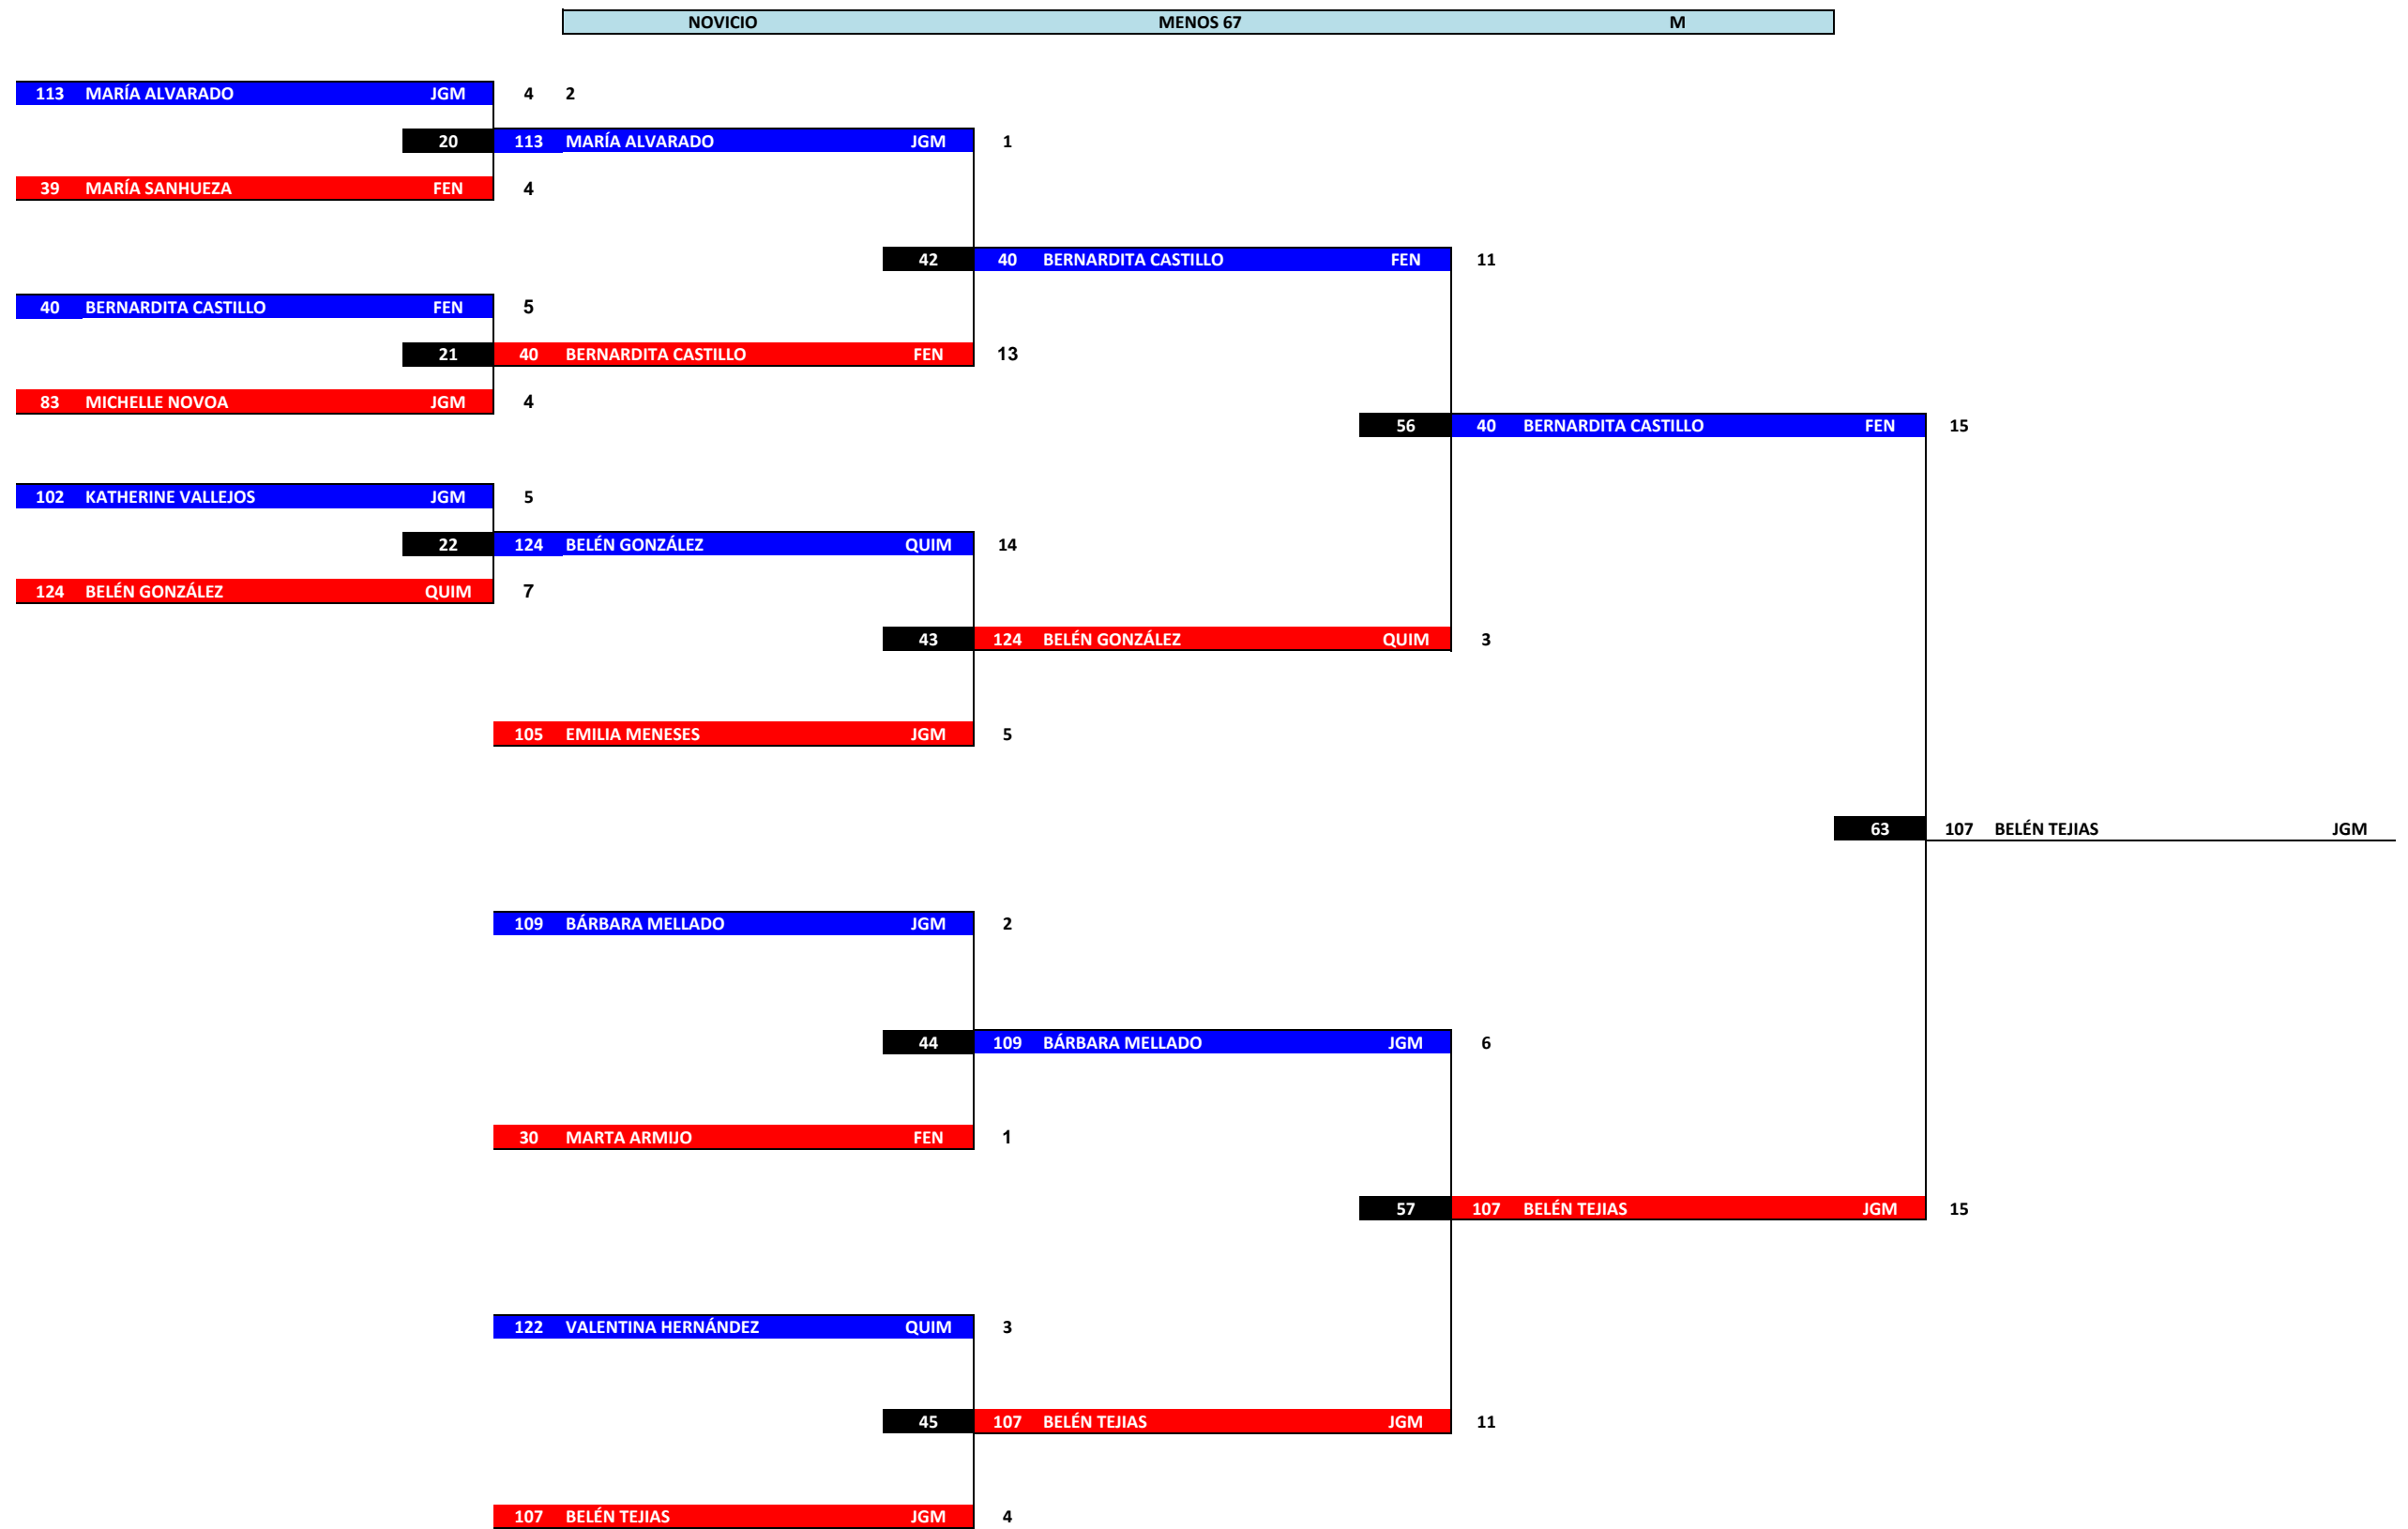 NOVICIO MENOS 67 M
113 MARÍA ALVARADO JGM 4 2
20 113 MARÍA ALVARADO JGM 1
39 MARÍA SANHUEZA FEN 4
42 40 BERNARDITA CASTILLO FEN 11
40 BERNARDITA CASTILLO FEN 5
21 40 BERNARDITA CASTILLO FEN 13
83 MICHELLE NOVOA JGM 4
56 40 BERNARDITA CASTILLO FEN 15
102 KATHERINE VALLEJOS JGM 5
22 124 BELÉN GONZÁLEZ QUIM 14
124 BELÉN GONZÁLEZ QUIM 7
43 124 BELÉN GONZÁLEZ QUIM 3
105 EMILIA MENESES JGM 5
63 107 BELÉN TEJIAS JGM
109 BÁRBARA MELLADO JGM 2
44 109 BÁRBARA MELLADO JGM 6
30 MARTA ARMIJO FEN 1
57 107 BELÉN TEJIAS JGM 15
122 VALENTINA HERNÁNDEZ QUIM 3
45 107 BELÉN TEJIAS JGM 11
107 BELÉN TEJIAS JGM 4